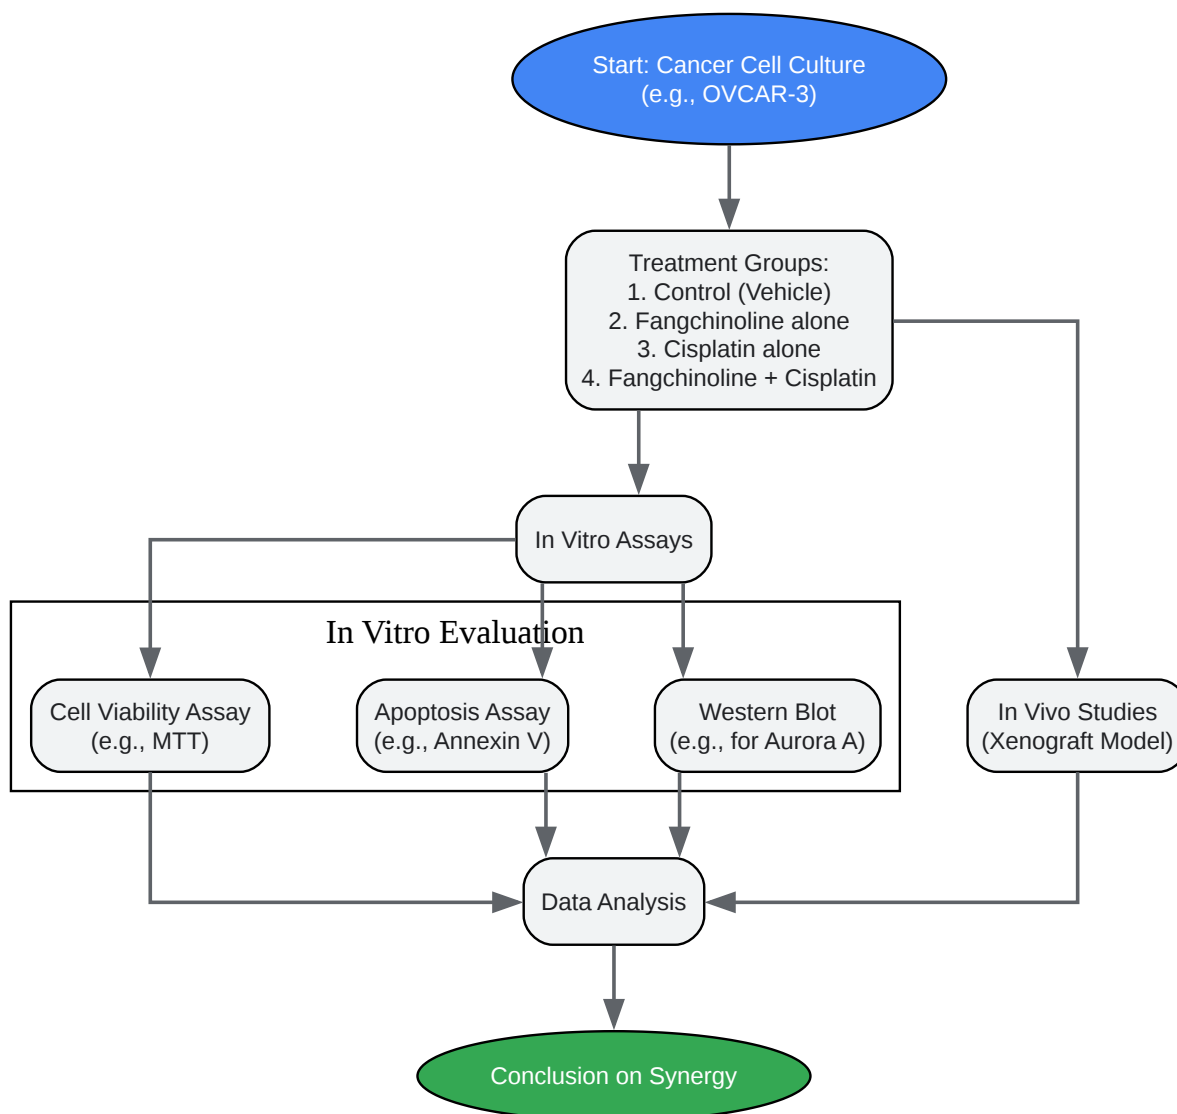 Start: Cancer Cell Culture
(e.g., OVCAR-3)
Treatment Groups:
1. Control (Vehicle)
2. Fangchinoline alone
3. Cisplatin alone
4. Fangchinoline + Cisplatin
In Vitro Assays
In Vitro Evaluation
Cell Viability Assay
(e.g., MTT)
Apoptosis Assay
(e.g., Annexin V)
Western Blot
(e.g., for Aurora A)
In Vivo Studies
(Xenograft Model)
Data Analysis
Conclusion on Synergy